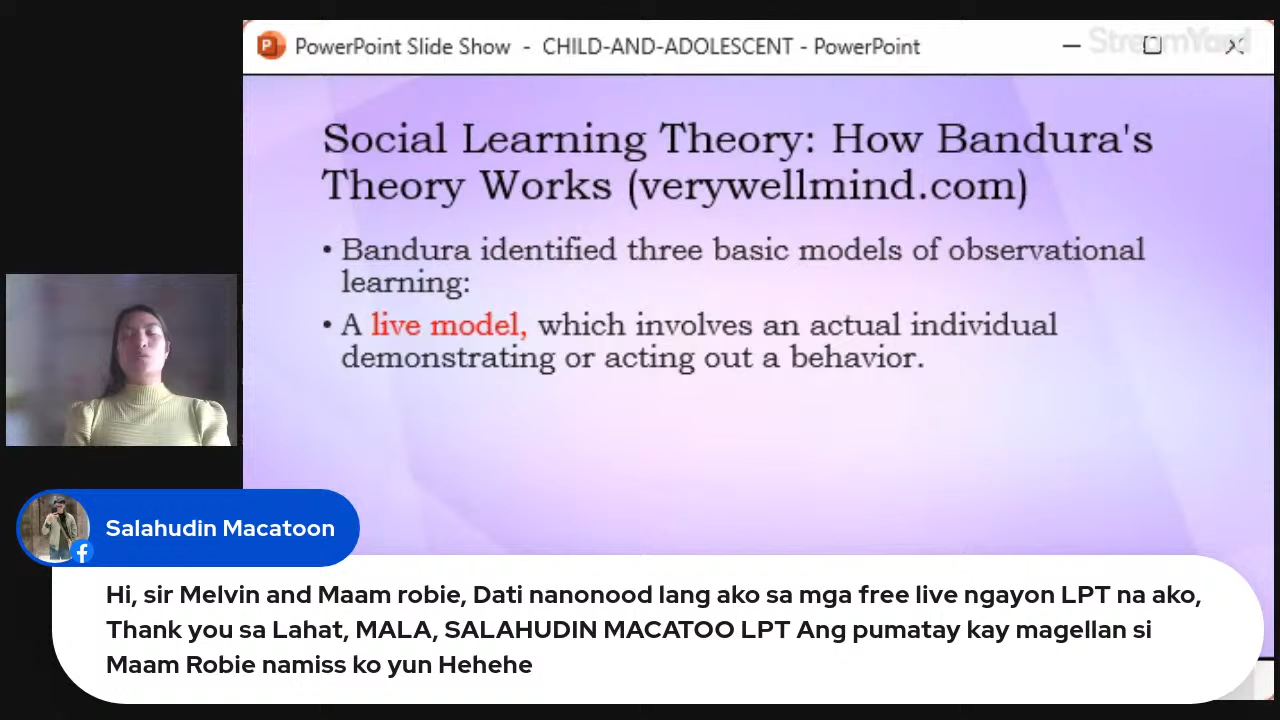 PowerPoint Slide Show - CHILD-AND-ADOLESCENT - PowerPoint
StreamYard
Social Learning Theory: How Bandura's
Theory Works (verywellmind.com)
• Bandura identified three basic models of observational
learning:
• A live model, which involves an actual individual
demonstrating or acting out a behavior.
Salahudin Macatoon
Hi, sir Melvin and Maam robie, Dati nanonood lang ako sa mga free live ngayon LPT na ako,
Thank you sa Lahat, MALA, SALAHUDIN MACATOO LPT Ang pumatay kay magellan si
Maam Robie namiss ko yun Hehehe